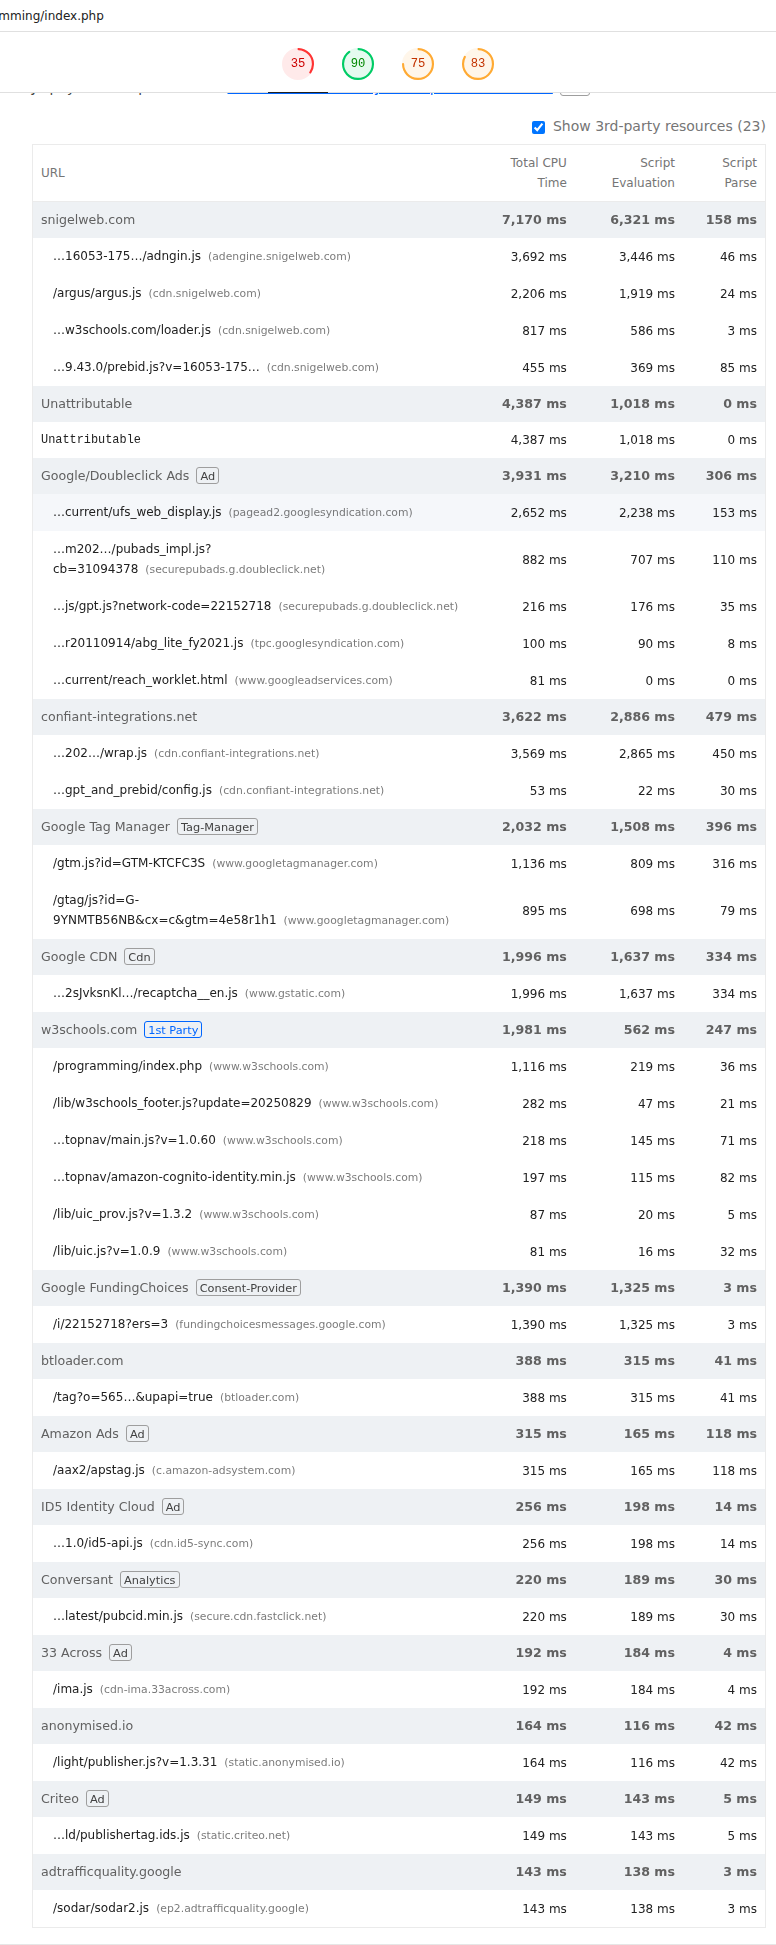 mming/index.php
35 90 75 83
Show 3rd-party resources (23)
URL Total CPU Time Script Evaluation Script Parse
snigelweb.com 7,170 ms 6,321 ms 158 ms
…16053-175…/adngin.js (adengine.snigelweb.com) 3,692 ms 3,446 ms 46 ms
/argus/argus.js (cdn.snigelweb.com) 2,206 ms 1,919 ms 24 ms
…w3schools.com/loader.js (cdn.snigelweb.com) 817 ms 586 ms 3 ms
…9.43.0/prebid.js?v=16053-175… (cdn.snigelweb.com) 455 ms 369 ms 85 ms
Unattributable 4,387 ms 1,018 ms 0 ms
Unattributable 4,387 ms 1,018 ms 0 ms
Google/Doubleclick Ads Ad 3,931 ms 3,210 ms 306 ms
…current/ufs_web_display.js (pagead2.googlesyndication.com) 2,652 ms 2,238 ms 153 ms
…m202…/pubads_impl.js?
cb=31094378 (securepubads.g.doubleclick.net) 882 ms 707 ms 110 ms
…js/gpt.js?network-code=22152718 (securepubads.g.doubleclick.net) 216 ms 176 ms 35 ms
…r20110914/abg_lite_fy2021.js (tpc.googlesyndication.com) 100 ms 90 ms 8 ms
…current/reach_worklet.html (www.googleadservices.com) 81 ms 0 ms 0 ms
confiant-integrations.net 3,622 ms 2,886 ms 479 ms
…202…/wrap.js (cdn.confiant-integrations.net) 3,569 ms 2,865 ms 450 ms
…gpt_and_prebid/config.js (cdn.confiant-integrations.net) 53 ms 22 ms 30 ms
Google Tag Manager Tag-Manager 2,032 ms 1,508 ms 396 ms
/gtm.js?id=GTM-KTCFC3S (www.googletagmanager.com) 1,136 ms 809 ms 316 ms
/gtag/js?id=G-
9YNMTB56NB&cx=c&gtm=4e58r1h1 (www.googletagmanager.com) 895 ms 698 ms 79 ms
Google CDN Cdn 1,996 ms 1,637 ms 334 ms
…2sJvksnKl…/recaptcha__en.js (www.gstatic.com) 1,996 ms 1,637 ms 334 ms
w3schools.com 1st Party 1,981 ms 562 ms 247 ms
/programming/index.php (www.w3schools.com) 1,116 ms 219 ms 36 ms
/lib/w3schools_footer.js?update=20250829 (www.w3schools.com) 282 ms 47 ms 21 ms
…topnav/main.js?v=1.0.60 (www.w3schools.com) 218 ms 145 ms 71 ms
…topnav/amazon-cognito-identity.min.js (www.w3schools.com) 197 ms 115 ms 82 ms
/lib/uic_prov.js?v=1.3.2 (www.w3schools.com) 87 ms 20 ms 5 ms
/lib/uic.js?v=1.0.9 (www.w3schools.com) 81 ms 16 ms 32 ms
Google FundingChoices Consent-Provider 1,390 ms 1,325 ms 3 ms
/i/22152718?ers=3 (fundingchoicesmessages.google.com) 1,390 ms 1,325 ms 3 ms
btloader.com 388 ms 315 ms 41 ms
/tag?o=565…&upapi=true (btloader.com) 388 ms 315 ms 41 ms
Amazon Ads Ad 315 ms 165 ms 118 ms
/aax2/apstag.js (c.amazon-adsystem.com) 315 ms 165 ms 118 ms
ID5 Identity Cloud Ad 256 ms 198 ms 14 ms
…1.0/id5-api.js (cdn.id5-sync.com) 256 ms 198 ms 14 ms
Conversant Analytics 220 ms 189 ms 30 ms
…latest/pubcid.min.js (secure.cdn.fastclick.net) 220 ms 189 ms 30 ms
33 Across Ad 192 ms 184 ms 4 ms
/ima.js (cdn-ima.33across.com) 192 ms 184 ms 4 ms
anonymised.io 164 ms 116 ms 42 ms
/light/publisher.js?v=1.3.31 (static.anonymised.io) 164 ms 116 ms 42 ms
Criteo Ad 149 ms 143 ms 5 ms
…ld/publishertag.ids.js (static.criteo.net) 149 ms 143 ms 5 ms
adtrafficquality.google 143 ms 138 ms 3 ms
/sodar/sodar2.js (ep2.adtrafficquality.google) 143 ms 138 ms 3 ms